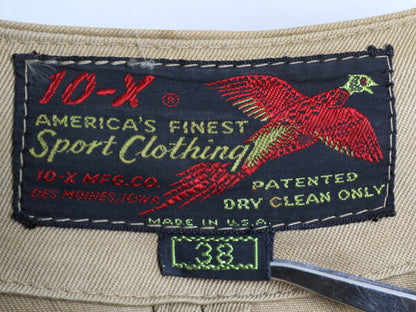 10-X ®
AMERICA'S FINEST
Sport Clothing
10-X MFG. CO.
DES MOINES, IOWA
PATENTED
DRY CLEAN ONLY
MADE IN U.S.A.
38